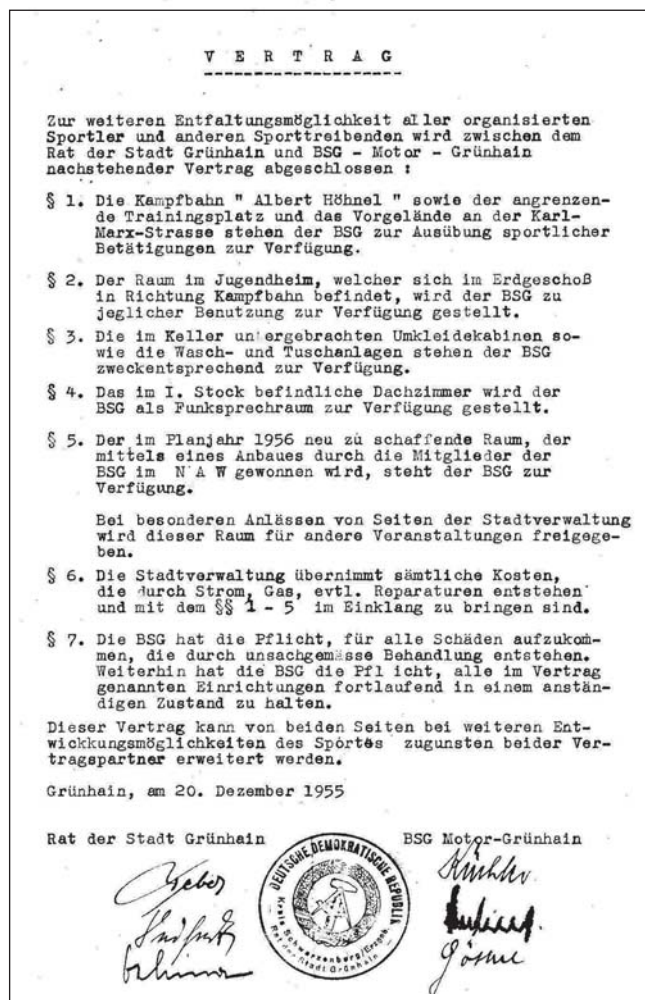 V E R T R A G
Zur weiteren Entfaltungsmöglichkeit aller organisierten
Sportler und anderen Sporttreibenden wird zwischen dem
Rat der Stadt Grünhain und BSG - Motor - Grünhain
nachstehender Vertrag abgeschlossen :
§ 1. Die Kampfbahn " Albert Höhnel " sowie der angrenzen-
de Trainingsplatz und das Vorgelände an der Karl-
Marx-Strasse stehen der BSG zur Ausübung sportlicher
Betätigungen zur Verfügung.
§ 2. Der Raum im Jugendheim, welcher sich im Erdgeschoß
in Richtung Kampfbahn befindet, wird der BSG zu
jeglicher Benutzung zur Verfügung gestellt.
§ 3. Die im Keller untergebrachten Umkleidekabinen so-
wie die Wasch- und Tuschanlagen stehen der BSG
zweckentsprechend zur Verfügung.
§ 4. Das im I. Stock befindliche Dachzimmer wird der
BSG als Funksprechraum zur Verfügung gestellt.
§ 5. Der im Planjahr 1956 neu zu schaffende Raum, der
mittels eines Anbaues durch die Mitglieder der
BSG im N A W gewonnen wird, steht der BSG zur
Verfügung.
Bei besonderen Anlässen von Seiten der Stadtverwaltung
wird dieser Raum für andere Veranstaltungen freigege-
ben.
§ 6. Die Stadtverwaltung übernimmt sämtliche Kosten,
die durch Strom, Gas, evtl. Reparaturen entstehen
und mit dem §§ 1 - 5 im Einklang zu bringen sind.
§ 7. Die BSG hat die Pflicht, für alle Schäden aufzukom-
men, die durch unsachgemässe Behandlung entstehen.
Weiterhin hat die BSG die Pfl icht, alle im Vertrag
genannten Einrichtungen fortlaufend in einem anstän-
digen Zustand zu halten.
Dieser Vertrag kann von beiden Seiten bei weiteren Ent-
wickkungsmöglichkeiten des Sportes zugunsten beider Ver-
tragspartner erweitert werden.
Grünhain, am 20. Dezember 1955
Rat der Stadt Grünhain BSG Motor-Grünhain
DEUTSCHE DEMOKRATISCHE REPUBLIK
Kreis Schwarzenberg/Erzgeb.
Rat der Stadt Grünhain